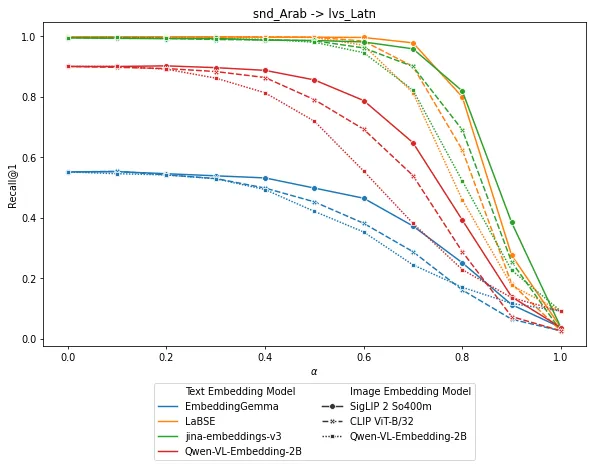 snd_Arab -> lvs_Latn
Recall@1
1.0
0.8
0.6
0.4
0.2
0.0
0.0 0.2 0.4 0.6 0.8 1.0
α
Text Embedding Model
EmbeddingGemma
LaBSE
jina-embeddings-v3
Qwen-VL-Embedding-2B
Image Embedding Model
SigLIP 2 So400m
CLIP ViT-B/32
Qwen-VL-Embedding-2B